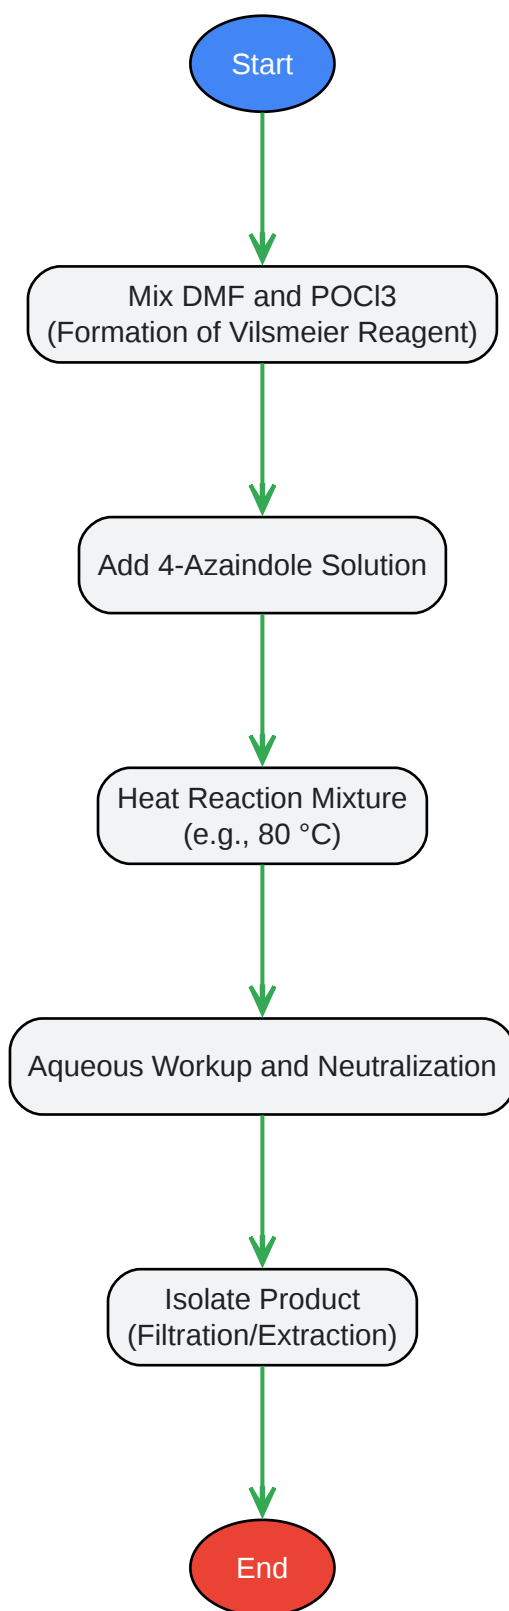 Start
Mix DMF and POCl3
(Formation of Vilsmeier Reagent)
Add 4-Azaindole Solution
Heat Reaction Mixture
(e.g., 80 °C)
Aqueous Workup and Neutralization
Isolate Product
(Filtration/Extraction)
End